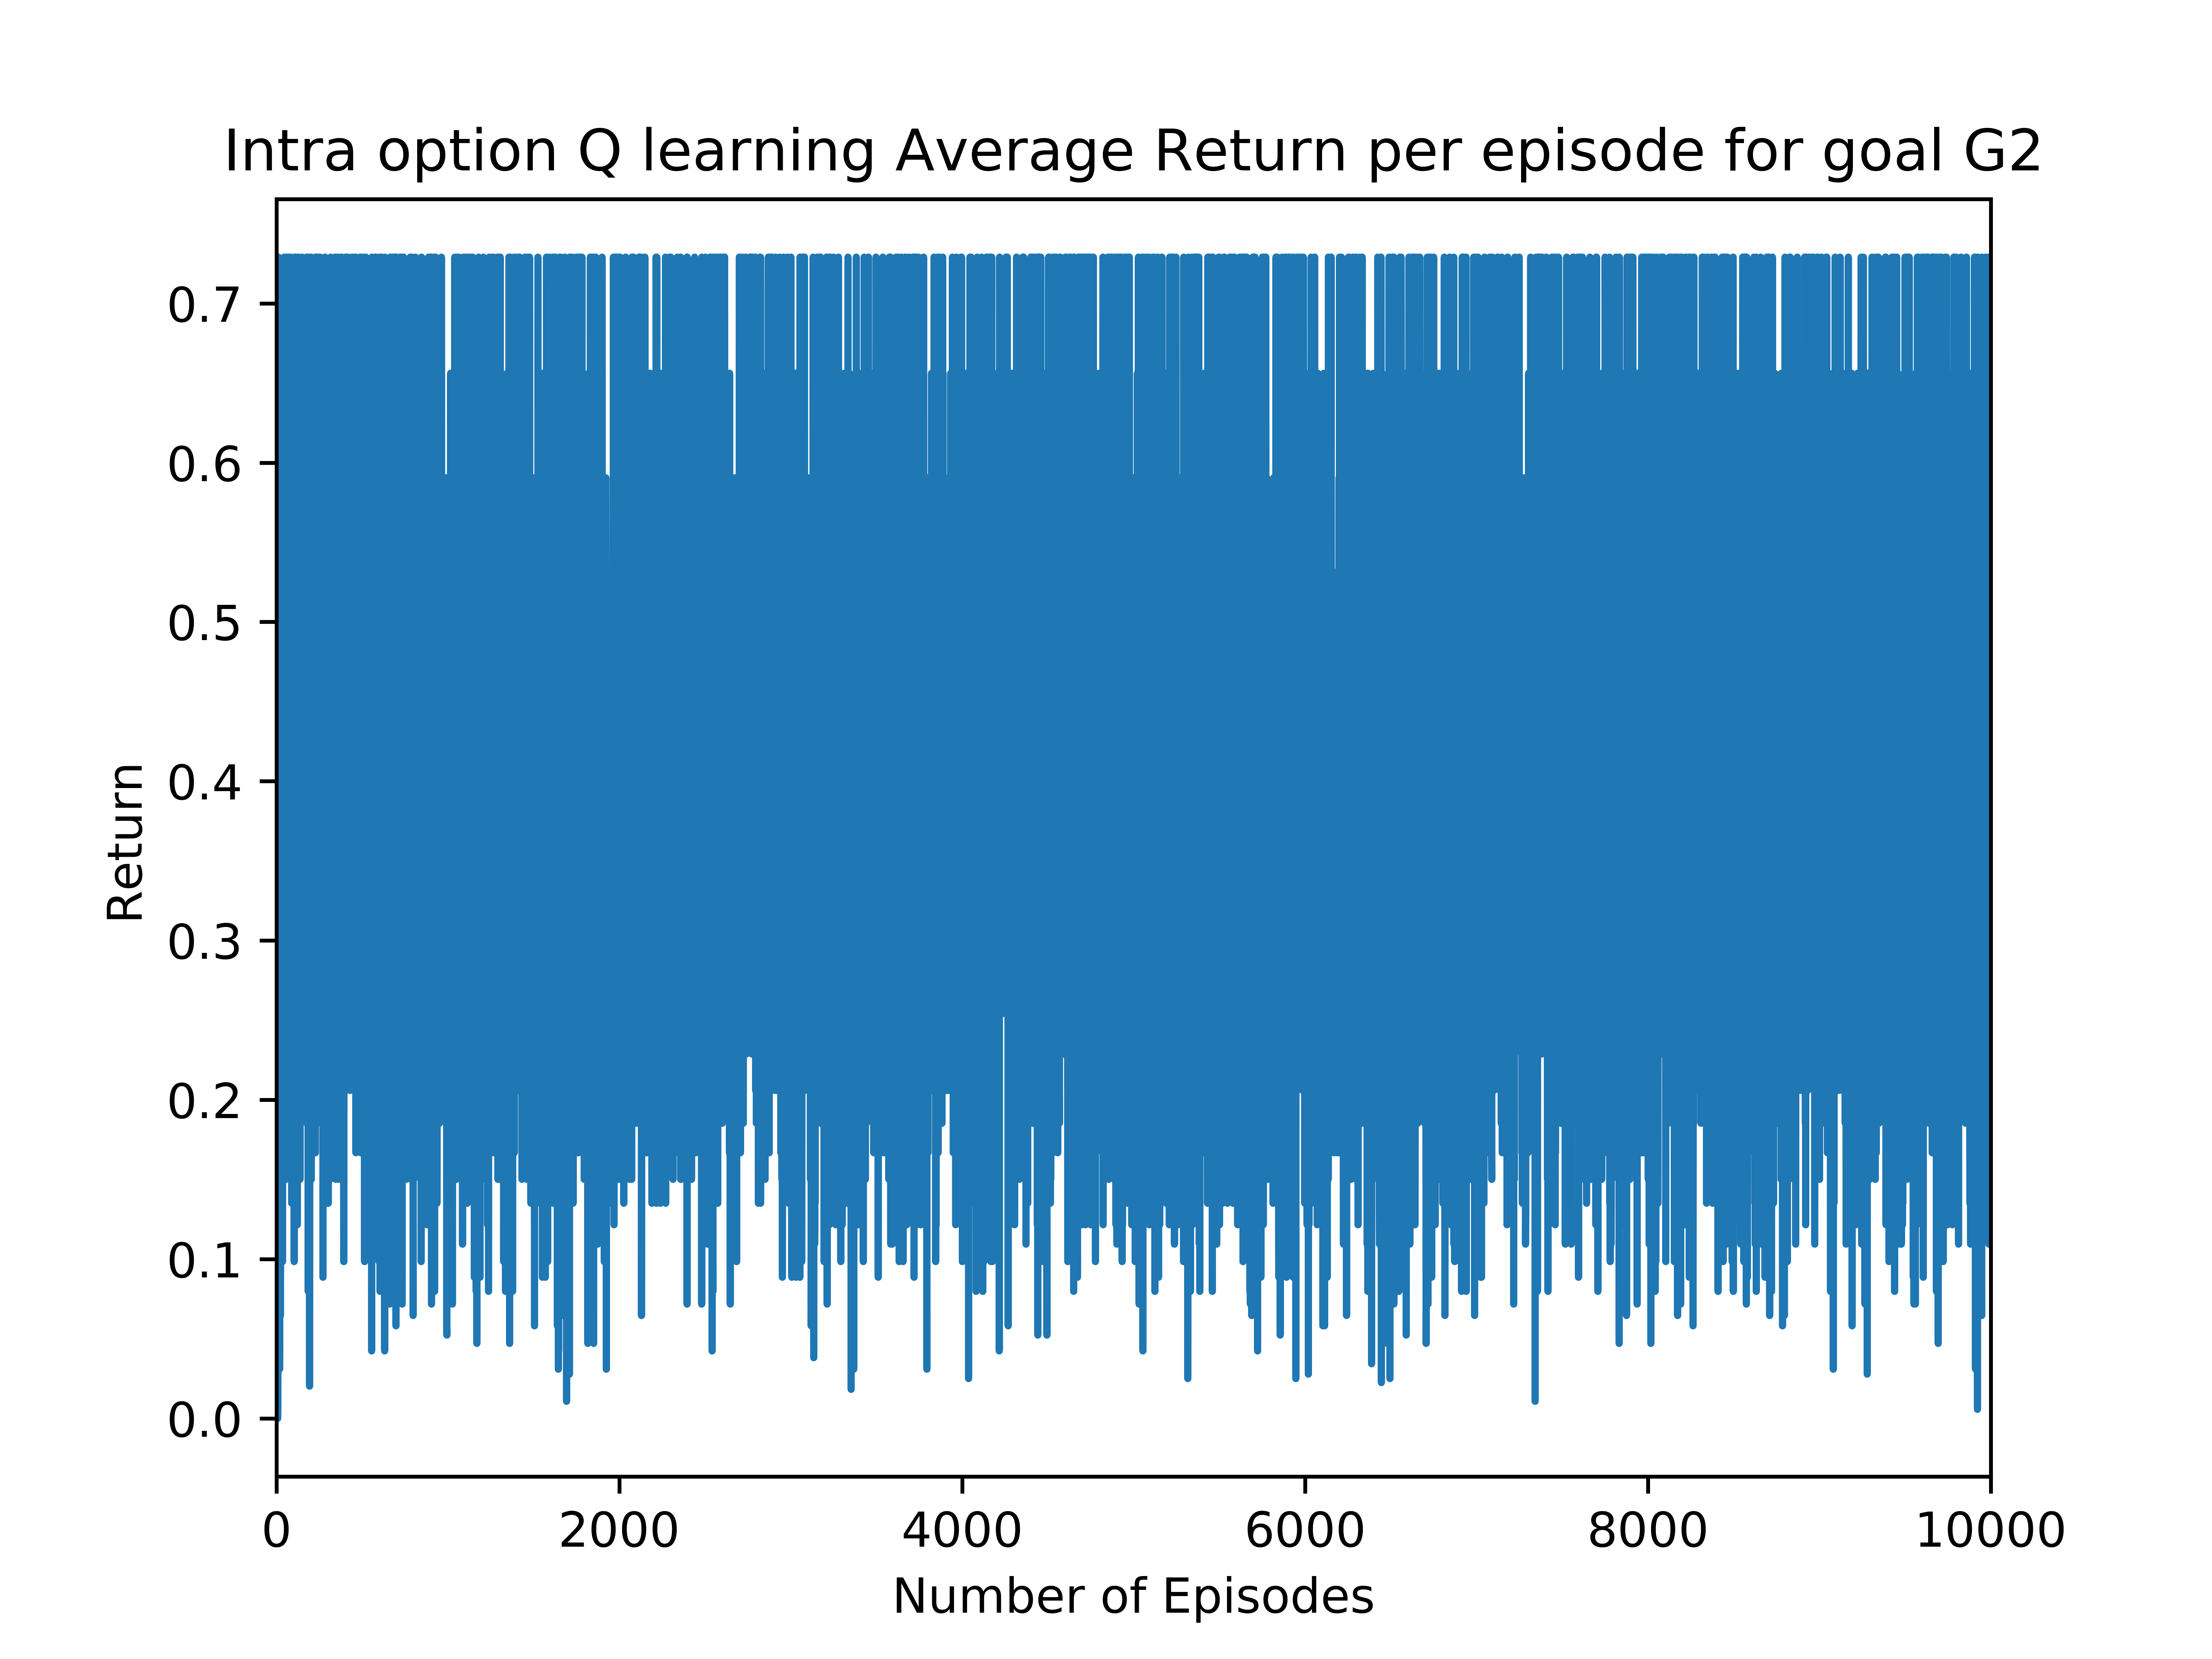 Intra option Q learning Average Return per episode for goal G2
0.7
0.6
0.5
0.4
0.3
0.2
0.1
0.0
Return
0 2000 4000 6000 8000 10000
Number of Episodes